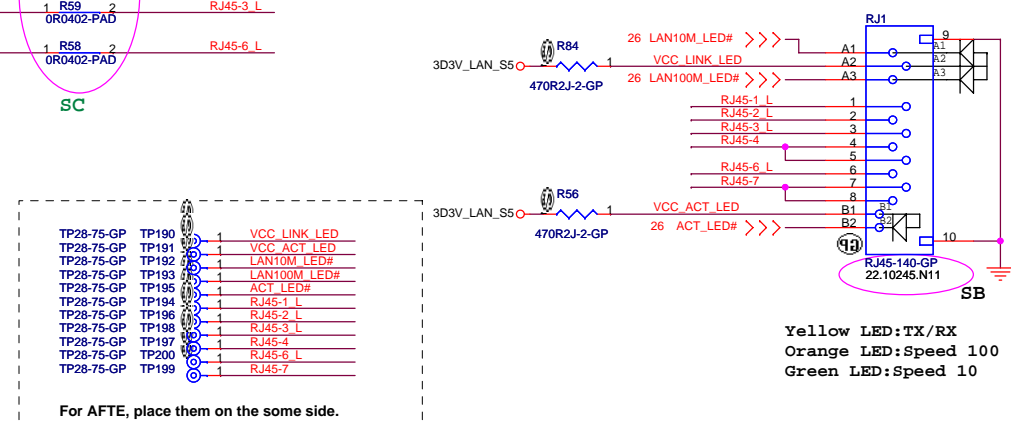 1 R59 2 RJ45-3_L
0R0402-PAD
1 R58 2 RJ45-6_L
0R0402-PAD
SC
RJ1
9
26 LAN10M_LED# A1 A1
R84
3D3V_LAN_S5 1 VCC_LINK_LED A2 A2
470R2J-2-GP
26 LAN100M_LED# A3 A3
RJ45-1_L 1
RJ45-2_L 2
RJ45-3_L 3
RJ45-4 4
5
RJ45-6_L 6
RJ45-7 7
8
R56
3D3V_LAN_S5 1 VCC_ACT_LED B1 B1
470R2J-2-GP
26 ACT_LED# B2 B2
10
RJ45-140-GP
22.10245.N11
SB
TP28-75-GP TP190 1 VCC_LINK_LED
TP28-75-GP TP191 1 VCC_ACT_LED
TP28-75-GP TP192 1 LAN10M_LED#
TP28-75-GP TP193 1 LAN100M_LED#
TP28-75-GP TP195 1 ACT_LED#
TP28-75-GP TP194 1 RJ45-1_L
TP28-75-GP TP196 1 RJ45-2_L
TP28-75-GP TP198 1 RJ45-3_L
TP28-75-GP TP197 1 RJ45-4
TP28-75-GP TP200 1 RJ45-6_L
TP28-75-GP TP199 1 RJ45-7
For AFTE, place them on the some side.
Yellow LED:TX/RX
Orange LED:Speed 100
Green LED:Speed 10